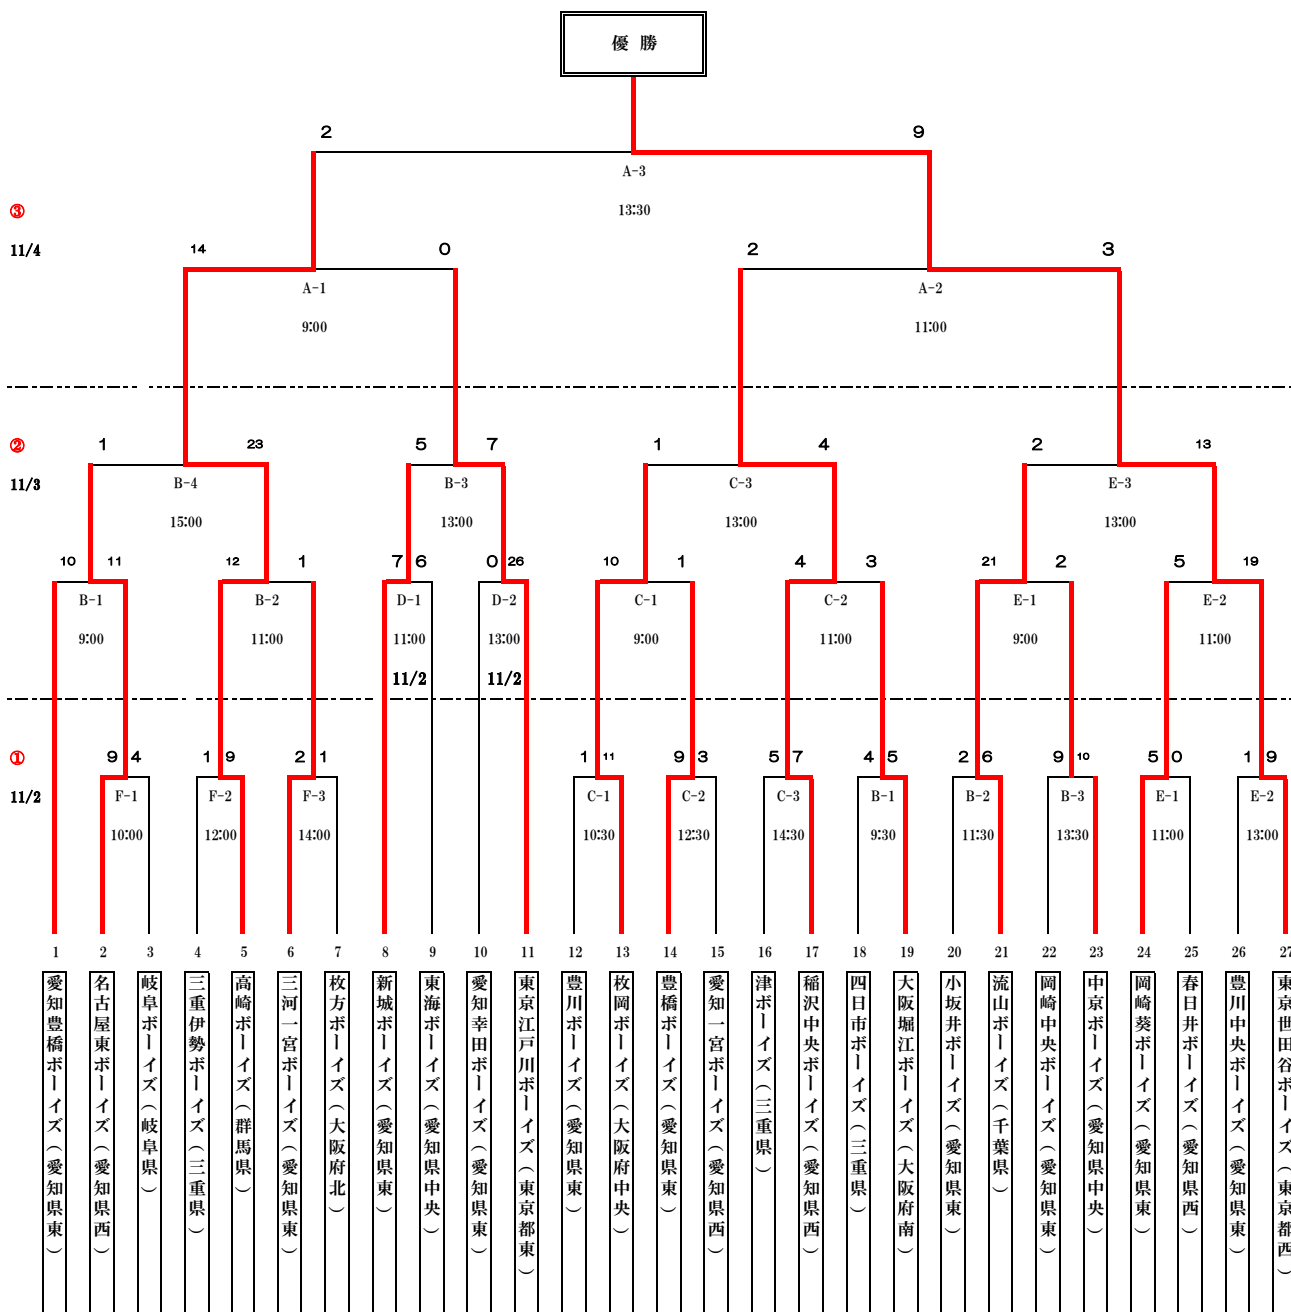 優 勝
2 9
A-3
③ 13:30
11/4 14 0 2 3
A-1 A-2
9:00 11:00
② 1 23 5 7 1 4 2 13
11/3 B-4 B-3 C-3 E-3
15:00 13:00 13:00 13:00
10 11 12 1 7 6 0 26 10 1 4 3 21 2 5 19
B-1 B-2 D-1 D-2 C-1 C-2 E-1 E-2
9:00 11:00 11:00 13:00 9:00 11:00 9:00 11:00
11/2 11/2
① 9 4 1 9 2 1 1 11 9 3 5 7 4 5 2 6 9 10 5 0 1 9
11/2 F-1 F-2 F-3 C-1 C-2 C-3 B-1 B-2 B-3 E-1 E-2
10:00 12:00 14:00 10:30 12:30 14:30 9:30 11:30 13:30 11:00 13:00
1 2 3 4 5 6 7 8 9 10 11 12 13 14 15 16 17 18 19 20 21 22 23 24 25 26 27
愛知豊橋ボーイズ(愛知県東)
名古屋東ボーイズ(愛知県西)
岐阜ボーイズ(岐阜県)
三重伊勢ボーイズ(三重県)
高崎ボーイズ(群馬県)
三河一宮ボーイズ(愛知県東)
枚方ボーイズ(大阪府北)
新城ボーイズ(愛知県東)
東海ボーイズ(愛知県中央)
愛知幸田ボーイズ(愛知県東)
東京江戸川ボーイズ(東京都東)
豊川ボーイズ(愛知県東)
枚岡ボーイズ(大阪府中央)
豊橋ボーイズ(愛知県東)
愛知一宮ボーイズ(愛知県西)
津ボーイズ(三重県)
稲沢中央ボーイズ(愛知県西)
四日市ボーイズ(三重県)
大阪堀江ボーイズ(大阪府南)
小坂井ボーイズ(愛知県東)
流山ボーイズ(千葉県)
岡崎中央ボーイズ(愛知県東)
中京ボーイズ(愛知県中央)
岡崎葵ボーイズ(愛知県東)
春日井ボーイズ(愛知県西)
豊川中央ボーイズ(愛知県東)
東京世田谷ボーイズ(東京都西)